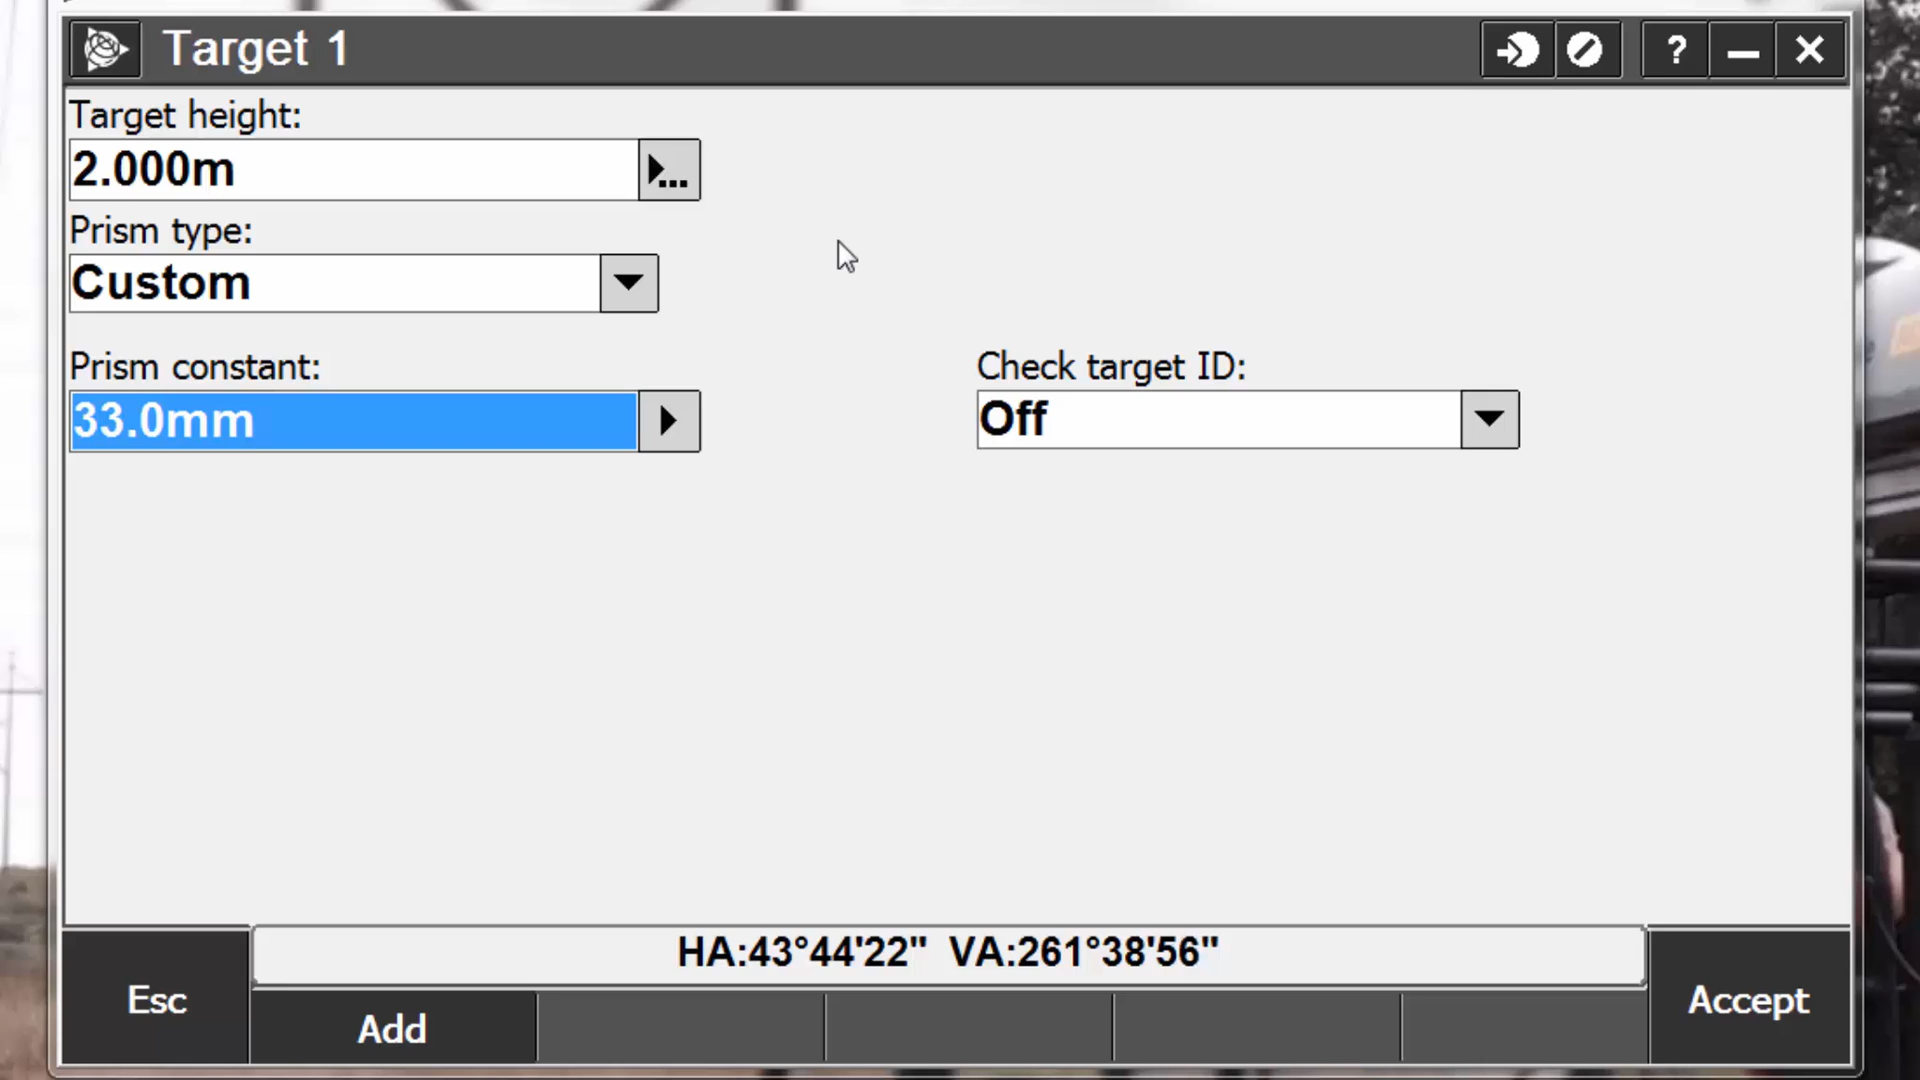 Target 1
?
Target height:
2.000m
Prism type:
Custom
Prism constant:
33.0mm
Check target ID:
Off
HA:43°44'22" VA:261°38'56"
Esc
Add
Accept